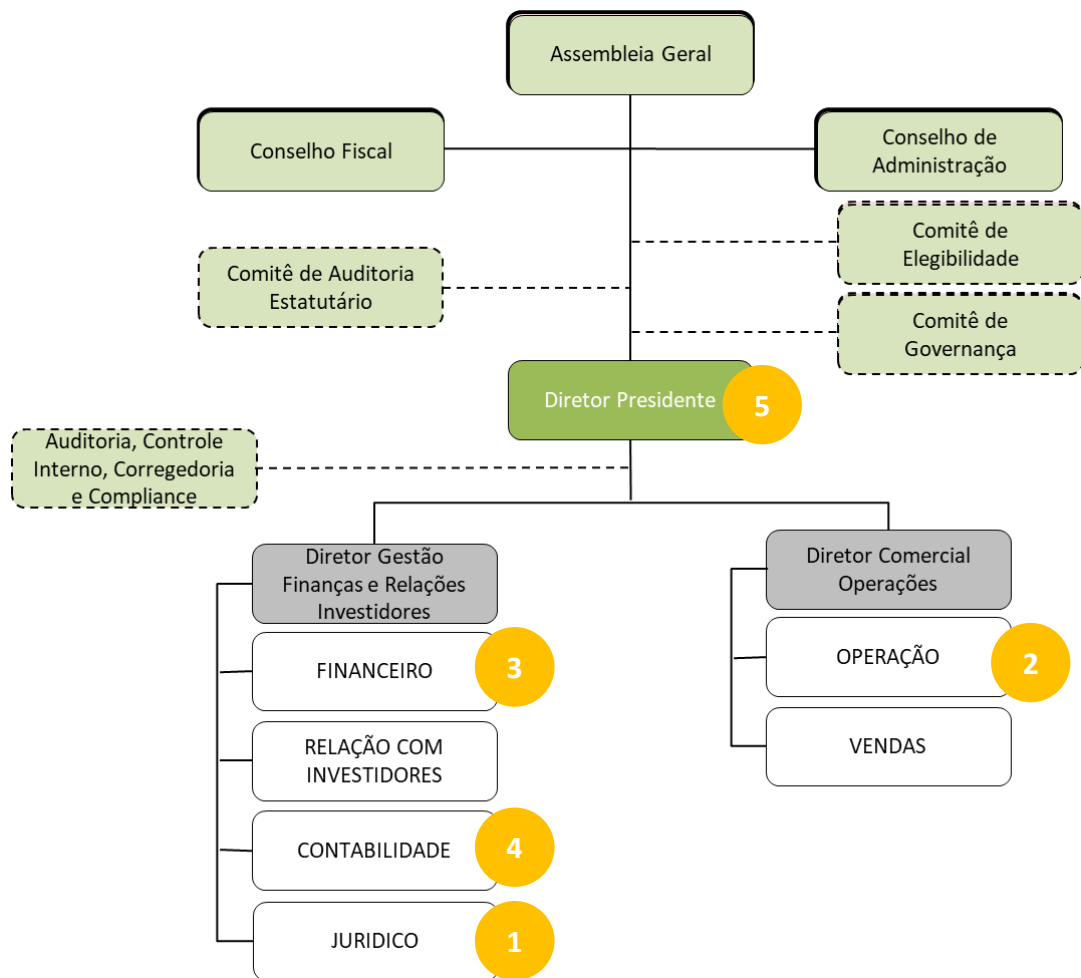 Assembleia Geral
Conselho Fiscal
Conselho de
Administração
Comitê de
Elegibilidade
Comitê de Auditoria
Estatutário
Comitê de
Governança
Diretor Presidente
5
Auditoria, Controle
Interno, Corregedoria
e Compliance
Diretor Gestão
Finanças e Relações
Investidores
FINANCEIRO
3
RELAÇÃO COM
INVESTIDORES
CONTABILIDADE
4
JURIDICO
1
Diretor Comercial
Operações
OPERAÇÃO
2
VENDAS